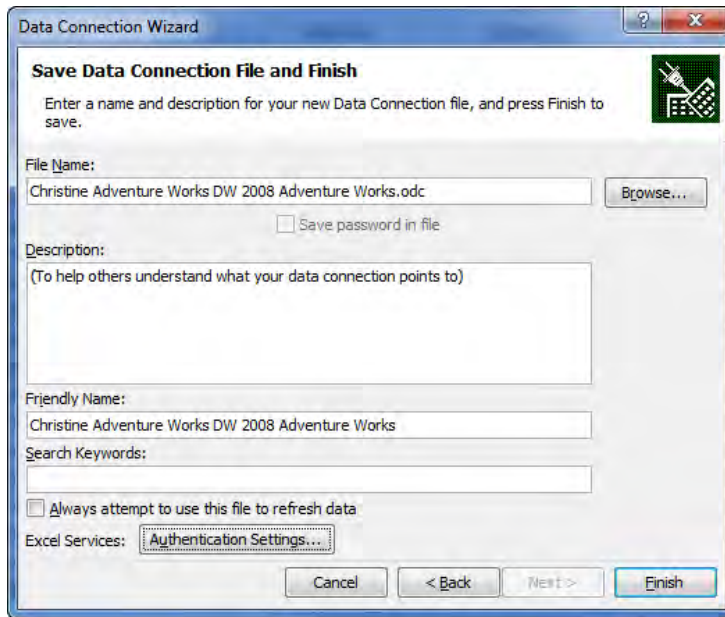 Data Connection Wizard
Save Data Connection File and Finish
Enter a name and description for your new Data Connection file, and press Finish to
save.
File Name:
Christine Adventure Works DW 2008 Adventure Works.odc
Browse...
Save password in file
Description:
(To help others understand what your data connection points to)
Friendly Name:
Christine Adventure Works DW 2008 Adventure Works
Search Keywords:
Always attempt to use this file to refresh data
Excel Services: Authentication Settings...
Cancel < Back Next > Finish